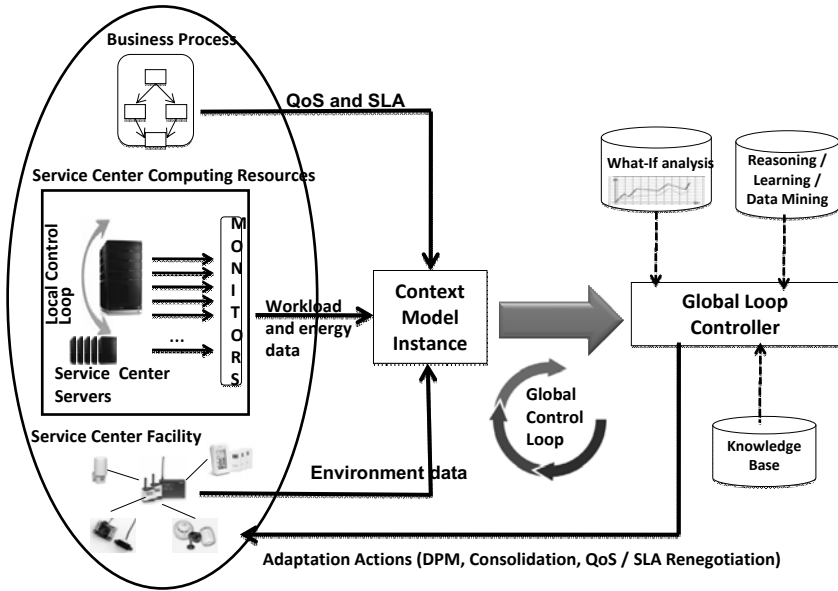 Business Process
QoS and SLA
Service Center Computing Resources
Local Control
Loop
MONITORS
...
Service Center
Servers
Workload
and energy
data
Context
Model
Instance
What-If analysis
Reasoning /
Learning /
Data Mining
Global Loop
Controller
Global
Control
Loop
Knowledge
Base
Service Center Facility
Environment data
Adaptation Actions (DPM, Consolidation, QoS / SLA Renegotiation)